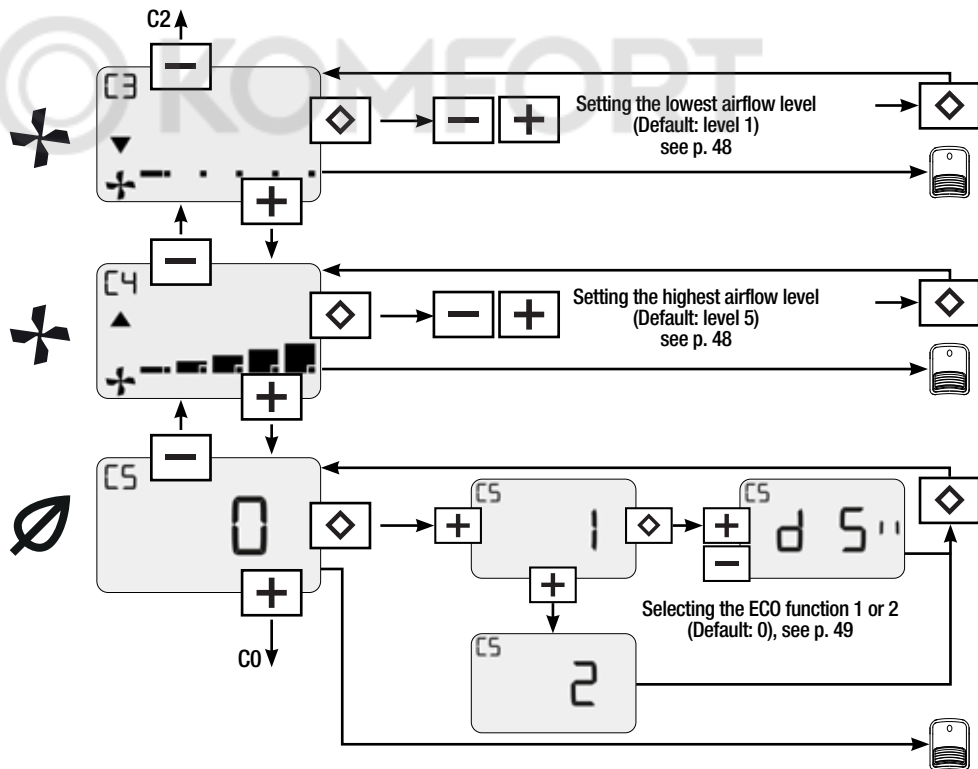 C2
KOMFORT
C3
Setting the lowest airflow level
(Default: level 1)
see p. 48
C4
Setting the highest airflow level
(Default: level 5)
see p. 48
C5
0
C5
1
C5
d 5"
Selecting the ECO function 1 or 2
(Default: 0), see p. 49
C0
C5
2